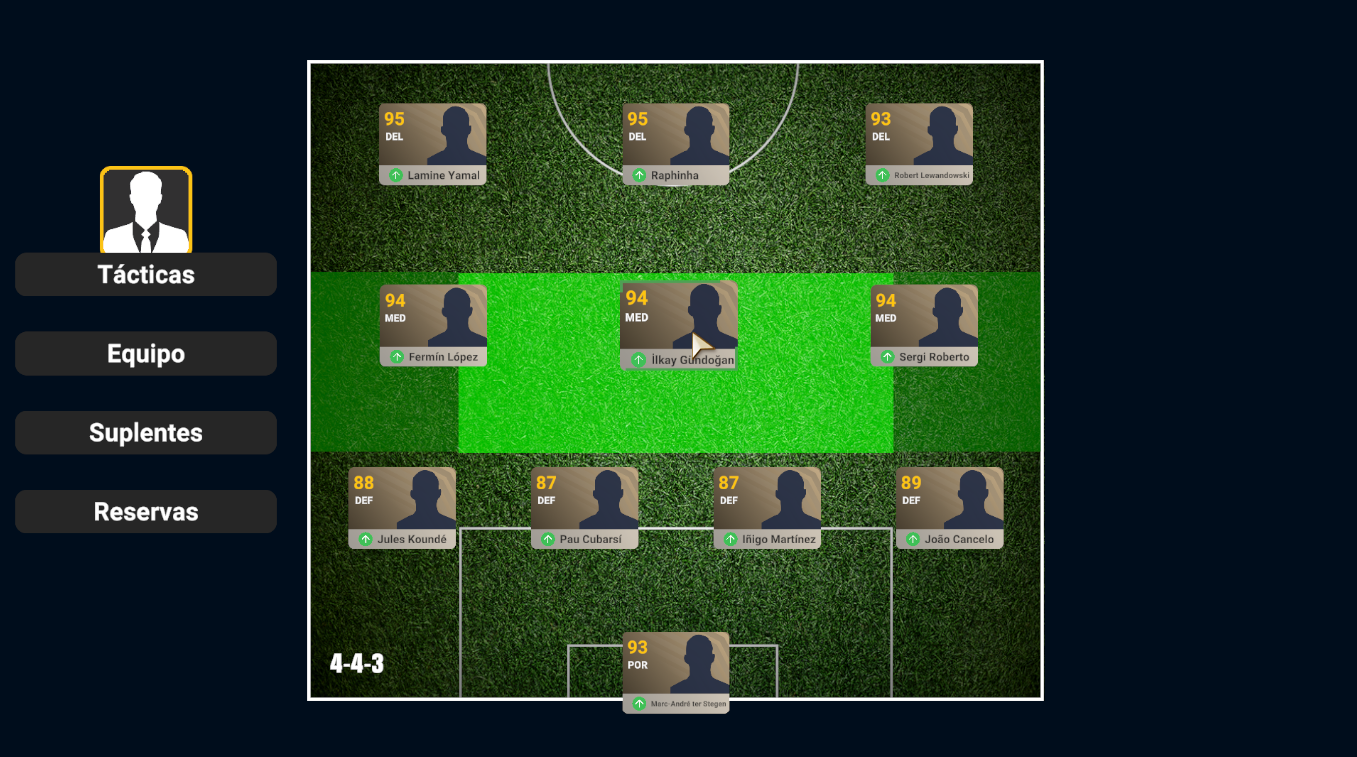 95
DEL
Lamine Yamal
95
DEL
Raphinha
93
DEL
Robert Lewandowski
Tácticas
Equipo
Suplentes
Reservas
94
MED
Fermín López
94
MED
İlkay Gündoğan
94
MED
Sergi Roberto
88
DEF
Jules Koundé
87
DEF
Pau Cubarsí
87
DEF
Iñigo Martínez
89
DEF
João Cancelo
4-4-3
93
POR
Marc-André ter Stegen